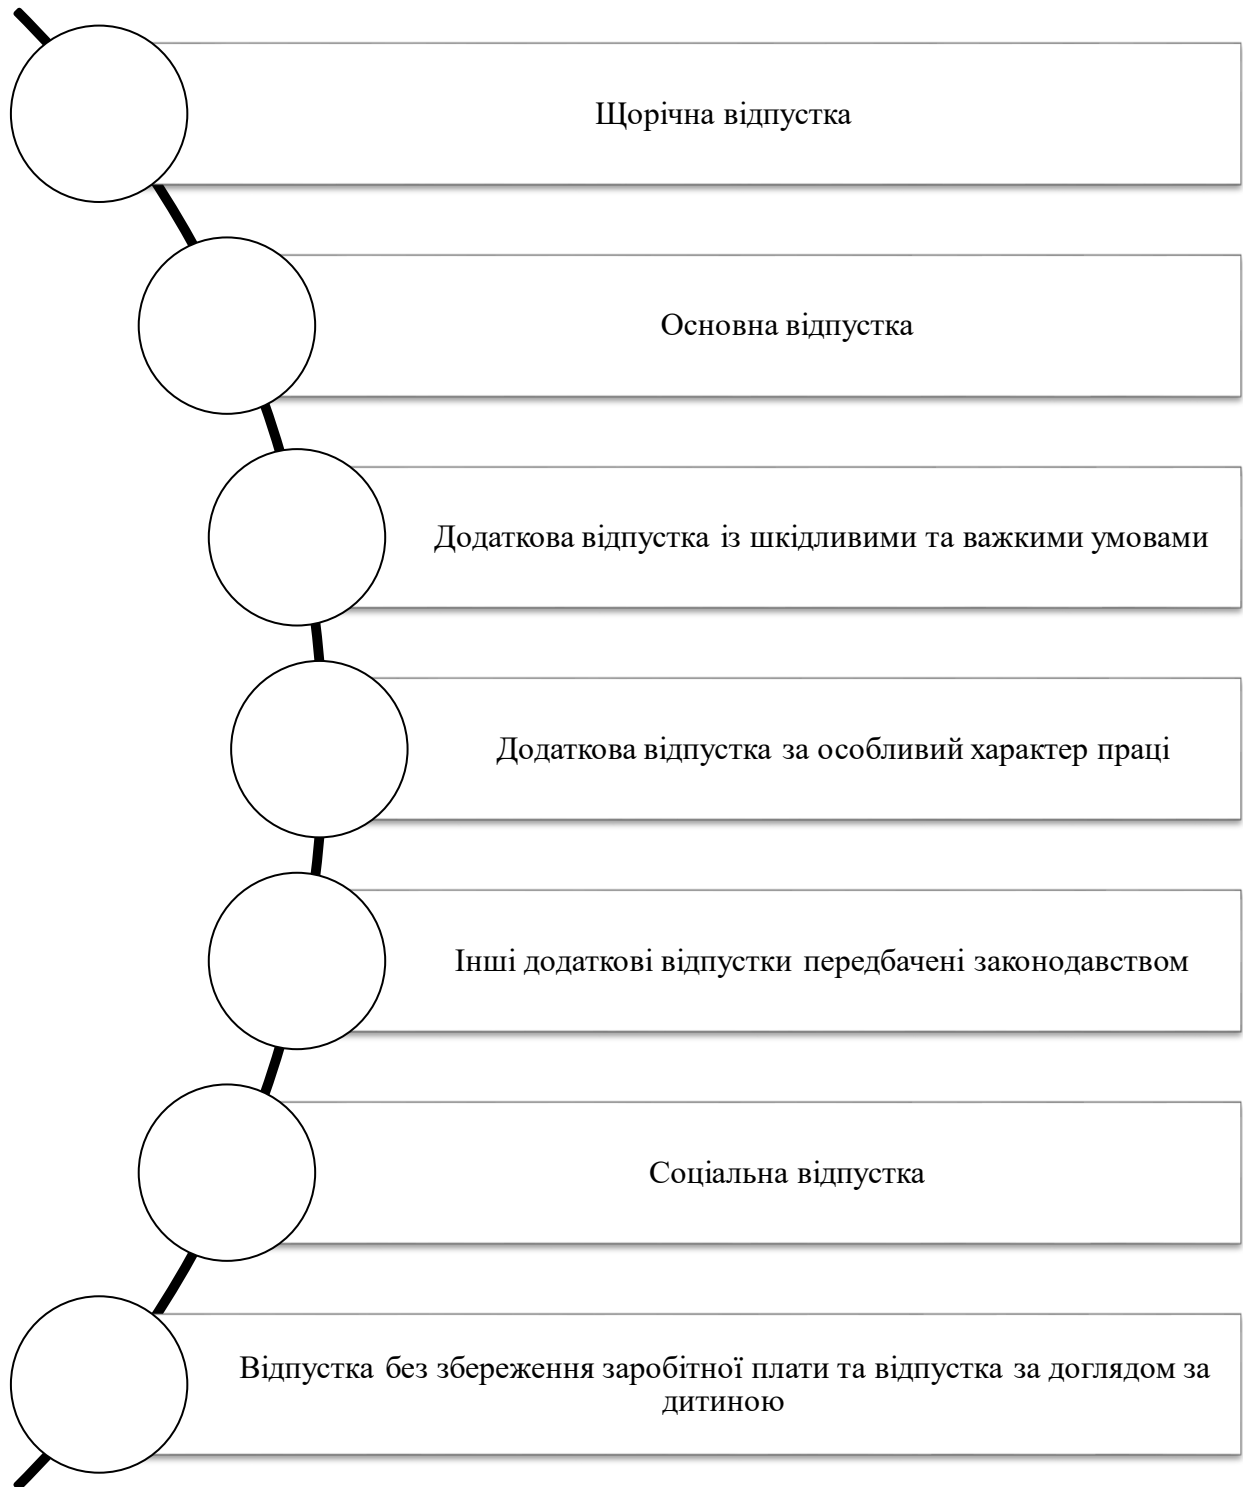 Щорічна відпустка
Основна відпустка
Додаткова відпустка із шкідливими та важкими умовами
Додаткова відпустка за особливий характер праці
Інші додаткові відпустки передбачені законодавством
Соціальна відпустка
Відпустка без збереження заробітної плати та відпустка за доглядом за
дитиною